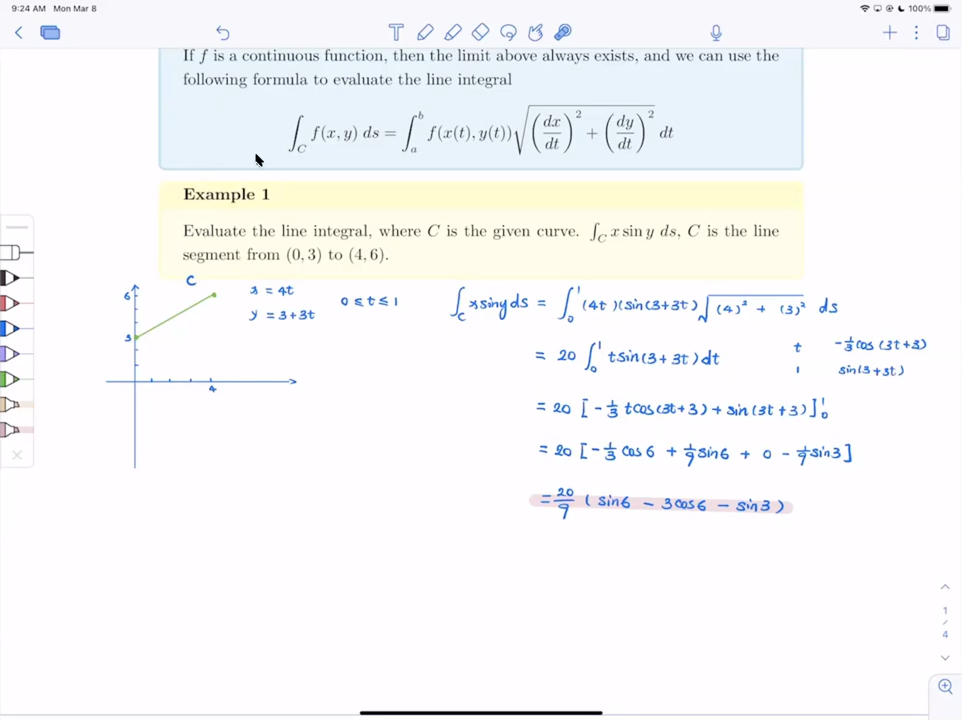 9:24 AM Mon Mar 8
100%
If f is a continuous function, then the limit above always exists, and we can use the
following formula to evaluate the line integral
∫_C f(x, y) ds = ∫_a^b f(x(t), y(t)) √((dx/dt)² + (dy/dt)²) dt
Example 1
Evaluate the line integral, where C is the given curve. ∫_C x sin y ds, C is the line
segment from (0, 3) to (4, 6).
C
6
3
4
x = 4t
y = 3+3t
0 ≤ t ≤ 1
∫_C x sin y ds = ∫_0^1 (4t)(sin(3+3t) √((4)² + (3)²) ds
= 20 ∫_0^1 t sin(3+3t) dt
t -1/3 cos (3t+3)
1 sin(3+3t)
= 20 [-1/3 t cos(3t+3) + sin(3t+3)]_0^1
= 20 [-1/3 cos 6 + 1/9 sin 6 + 0 - 1/9 sin 3]
= 20/9 (sin 6 - 3 cos 6 - sin 3)
1
/
4